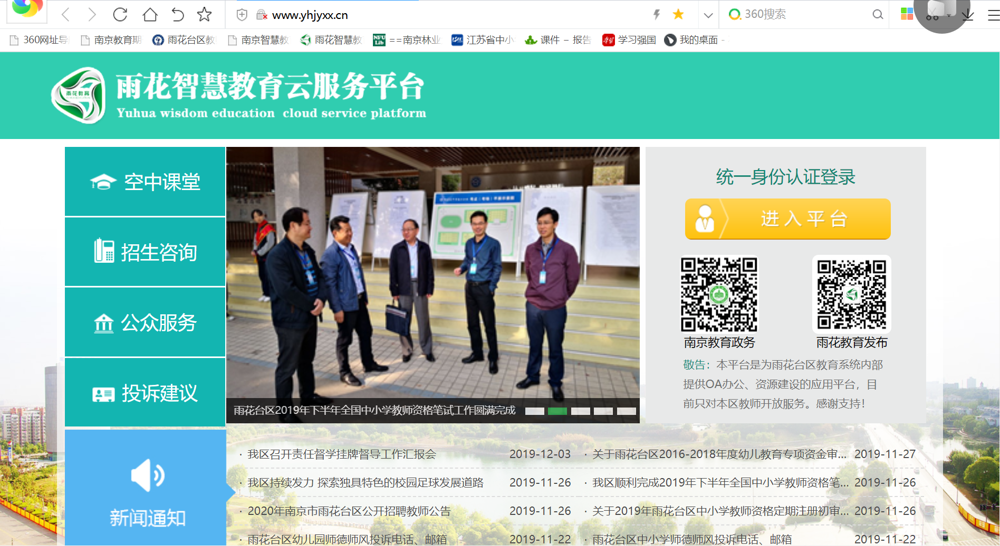 www.yhjyxx.cn
360搜索
360网址导
南京教育期
雨花台区教
南京智慧教
雨花智慧教
NFU
Lib
==南京林业
江苏省中小
课件 – 报告
学习强国
我的桌面 -
雨花教育
雨花智慧教育云服务平台
Yuhua wisdom education cloud service platform
空中课堂
招生咨询
公众服务
投诉建议
雨花台区2019年下半年全国中小学教师资格笔试工作圆满完成
统一身份认证登录
进入平台
南京教育政务
雨花教育发布
敬告：本平台是为雨花台区教育系统内部
提供OA办公、资源建设的应用平台，目
前只对本区教师开放服务。感谢支持！
新闻通知
· 我区召开责任督学挂牌督导工作汇报会 2019-12-03
· 关于雨花台区2016-2018年度幼儿教育专项资金审... 2019-11-27
· 我区持续发力 探索独具特色的校园足球发展道路 2019-11-26
· 我区顺利完成2019年下半年全国中小学教师资格笔... 2019-11-26
· 2020年南京市雨花台区公开招聘教师公告 2019-11-26
· 关于2019年雨花台区中小学教师资格定期注册初审... 2019-11-26
· 雨花台区幼儿园师德师风投诉电话、邮箱 2019-11-22
· 雨花台区中小学师德师风投诉电话、邮箱 2019-11-22